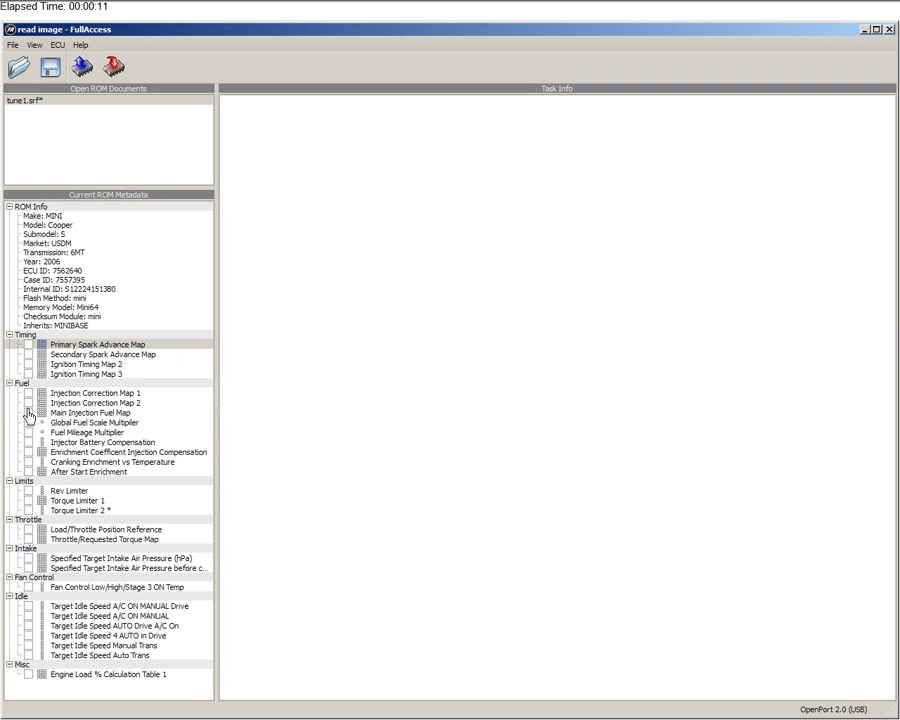 Elapsed Time: 00:00:11
read image - FullAccess
File View ECU Help
Open ROM Documents
Task Info
tune1.srf*
Current ROM Metadata
ROM Info
Make: MINI
Model: Cooper
Submodel: S
Market: USDM
Transmission: 6MT
Year: 2006
ECU ID: 7562640
Case ID: 7557395
Internal ID: S122241513B0
Flash Method: mini
Memory Model: Mini64
Checksum Module: mini
Inherits: MINIBASE
Timing
Primary Spark Advance Map
Secondary Spark Advance Map
Ignition Timing Map 2
Ignition Timing Map 3
Fuel
Injection Correction Map 1
Injection Correction Map 2
Main Injection Fuel Map
Global Fuel Scale Multipiler
Fuel Mileage Multiplier
Injector Battery Compensation
Enrichment Coefficent Injection Compensation
Cranking Enrichment vs Temperature
After Start Enrichment
Limits
Rev Limiter
Torque Limiter 1
Torque Limiter 2 *
Throttle
Load/Throttle Position Reference
Throttle/Requested Torque Map
Intake
Specified Target Intake Air Pressure (hPa)
Specified Target Intake Air Pressure before c...
Fan Control
Fan Control Low/High/Stage 3 ON Temp
Idle
Target Idle Speed A/C ON MANUAL Drive
Target Idle Speed A/C ON MANUAL
Target Idle Speed AUTO Drive A/C On
Target Idle Speed 4 AUTO in Drive
Target Idle Speed Manual Trans
Target Idle Speed Auto Trans
Misc
Engine Load % Calculation Table 1
OpenPort 2.0 (USB)